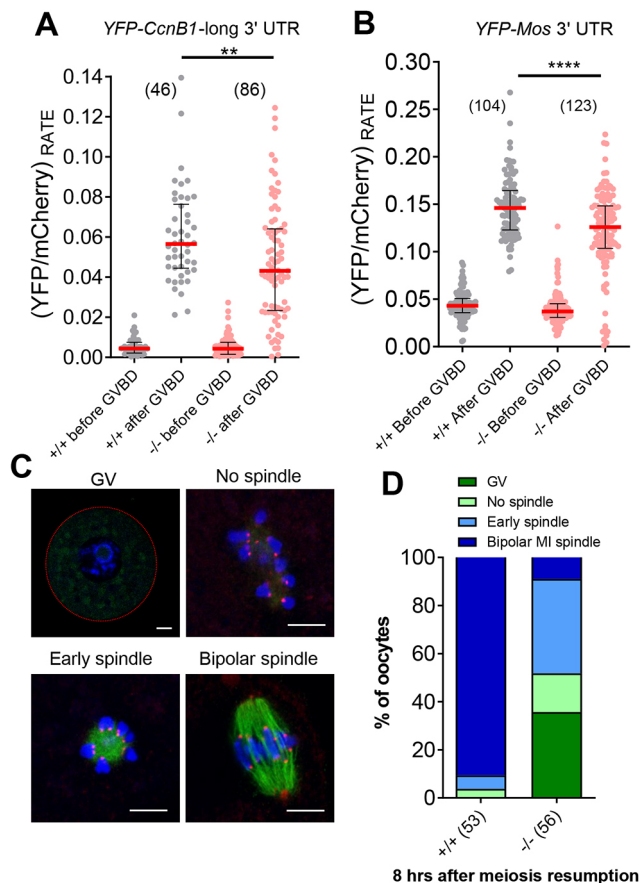 A
YFP-CcnB1-long 3' UTR
**
(46)
(86)
(YFP/mCherry) RATE
0.14
0.12
0.10
0.08
0.06
0.04
0.02
0.00
+/+ before GVBD
+/+ after GVBD
-/- before GVBD
-/- after GVBD
B
YFP-Mos 3' UTR
****
(104)
(123)
(YFP/mCherry) RATE
0.30
0.25
0.20
0.15
0.10
0.05
0.00
+/+ Before GVBD
+/+ After GVBD
-/- Before GVBD
-/- After GVBD
C
GV
No spindle
Early spindle
Bipolar spindle
D
GV
No spindle
Early spindle
Bipolar MI spindle
% of oocytes
100
80
60
40
20
0
+/+ (53)
-/- (56)
8 hrs after meiosis resumption